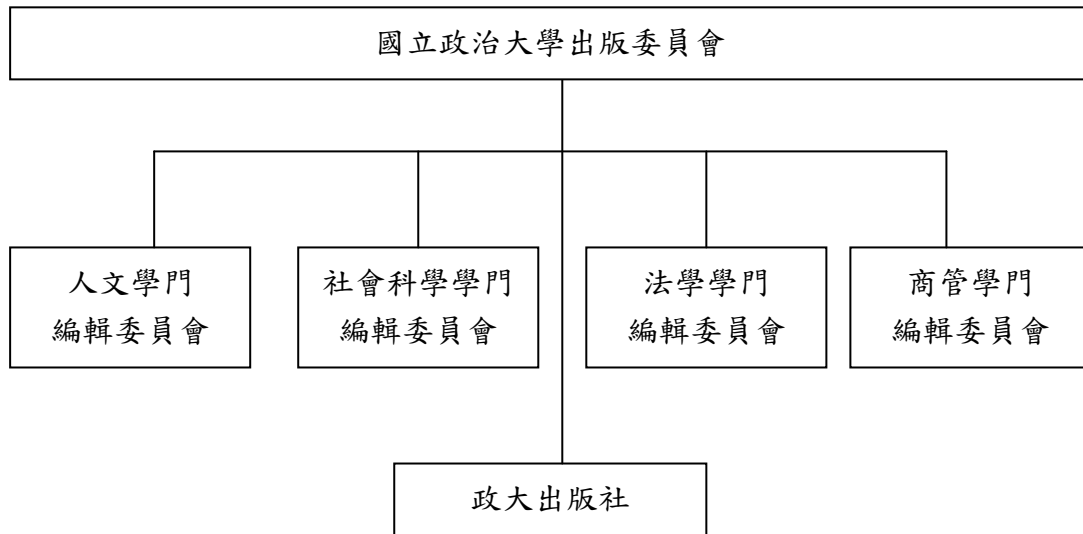 國立政治大學出版委員會
人文學門
編輯委員會
社會科學學門
編輯委員會
法學學門
編輯委員會
商管學門
編輯委員會
政大出版社